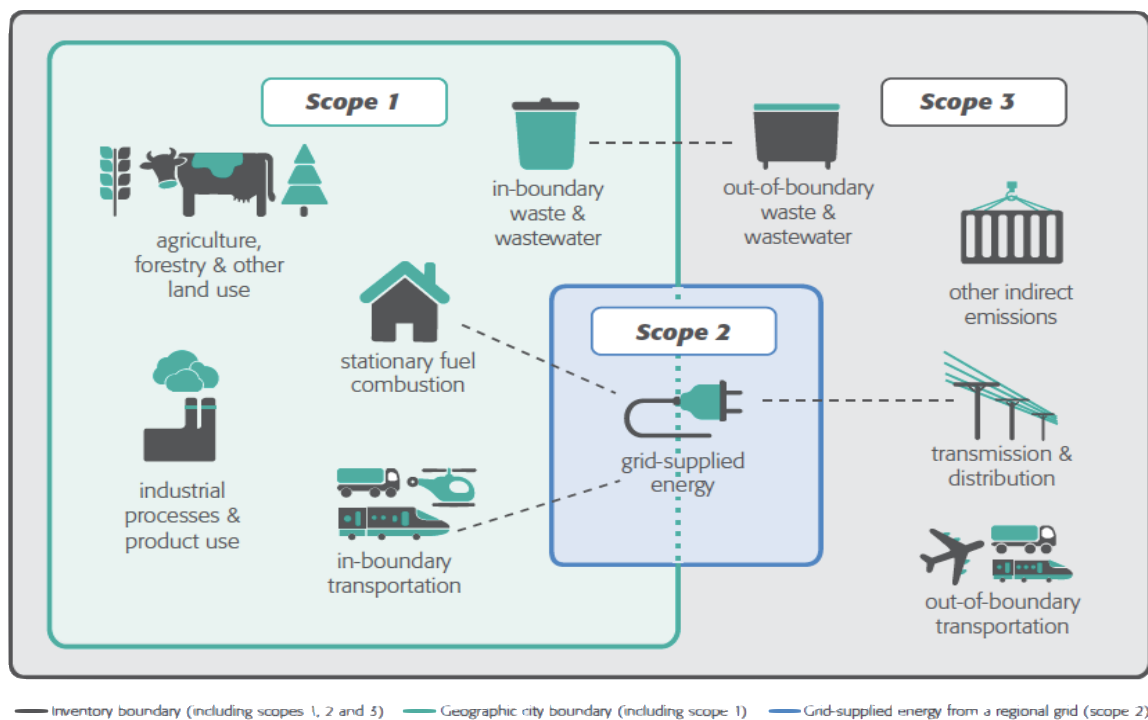 Scope 1
Scope 3
in-boundary
waste &
wastewater
out-of-boundary
waste &
wastewater
agriculture,
forestry & other
land use
other indirect
emissions
Scope 2
stationary fuel
combustion
grid-supplied
energy
transmission &
distribution
industrial
processes &
product use
in-boundary
transportation
out-of-boundary
transportation
Inventory boundary (including scopes 1, 2 and 3) Geographic city boundary (including scope 1) Grid-supplied energy from a regional grid (scope 2